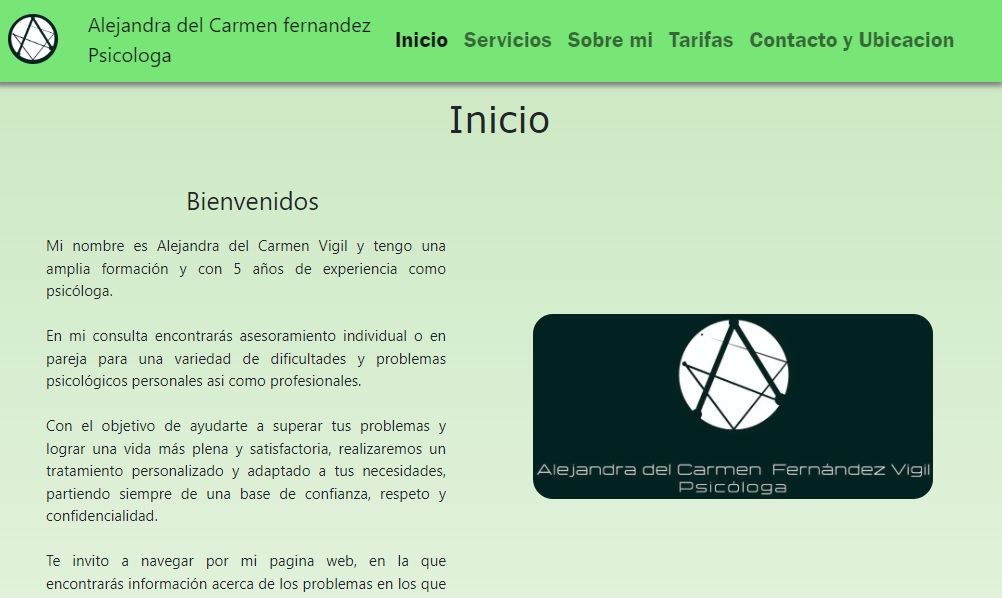 Alejandra del Carmen fernandez
Psicologa
Inicio Servicios Sobre mi Tarifas Contacto y Ubicacion
Inicio
Bienvenidos
Mi nombre es Alejandra del Carmen Vigil y tengo una
amplia formación y con 5 años de experiencia como
psicóloga.
En mi consulta encontrarás asesoramiento individual o en
pareja para una variedad de dificultades y problemas
psicológicos personales asi como profesionales.
Con el objetivo de ayudarte a superar tus problemas y
lograr una vida más plena y satisfactoria, realizaremos un
tratamiento personalizado y adaptado a tus necesidades,
partiendo siempre de una base de confianza, respeto y
confidencialidad.
Te invito a navegar por mi pagina web, en la que
encontrarás información acerca de los problemas en los que
Alejandra del Carmen Fernández Vigil
Psicóloga